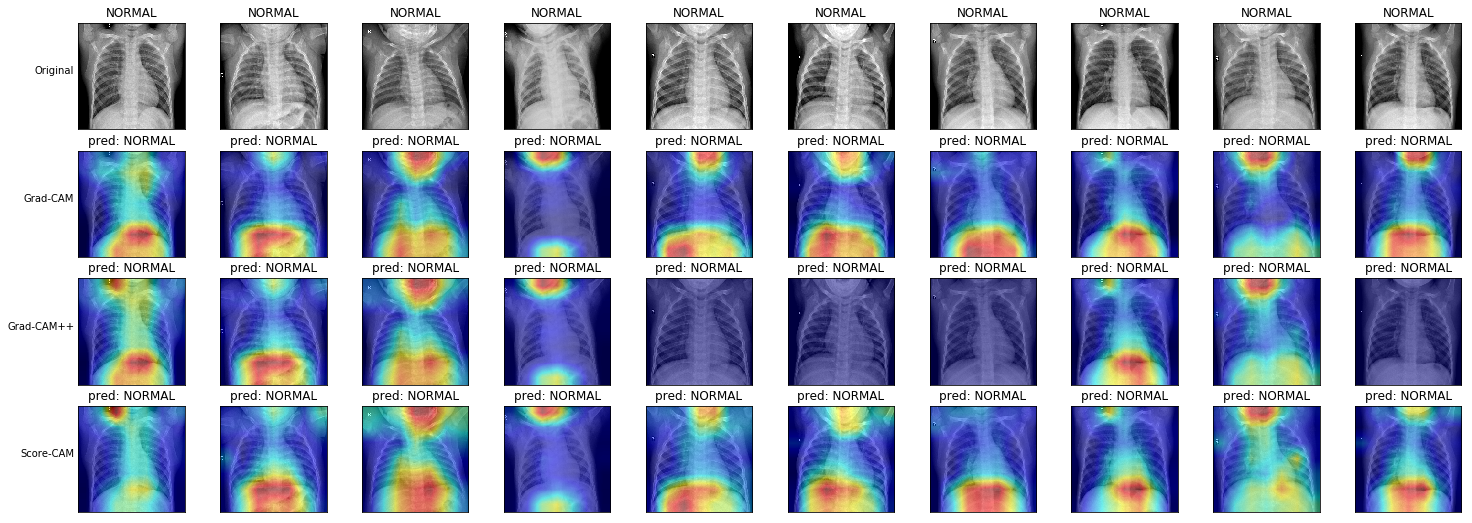 NORMAL NORMAL NORMAL NORMAL NORMAL NORMAL NORMAL NORMAL NORMAL NORMAL
Original
pred: NORMAL pred: NORMAL pred: NORMAL pred: NORMAL pred: NORMAL pred: NORMAL pred: NORMAL pred: NORMAL pred: NORMAL pred: NORMAL
Grad-CAM
pred: NORMAL pred: NORMAL pred: NORMAL pred: NORMAL pred: NORMAL pred: NORMAL pred: NORMAL pred: NORMAL pred: NORMAL pred: NORMAL
Grad-CAM++
pred: NORMAL pred: NORMAL pred: NORMAL pred: NORMAL pred: NORMAL pred: NORMAL pred: NORMAL pred: NORMAL pred: NORMAL pred: NORMAL
Score-CAM